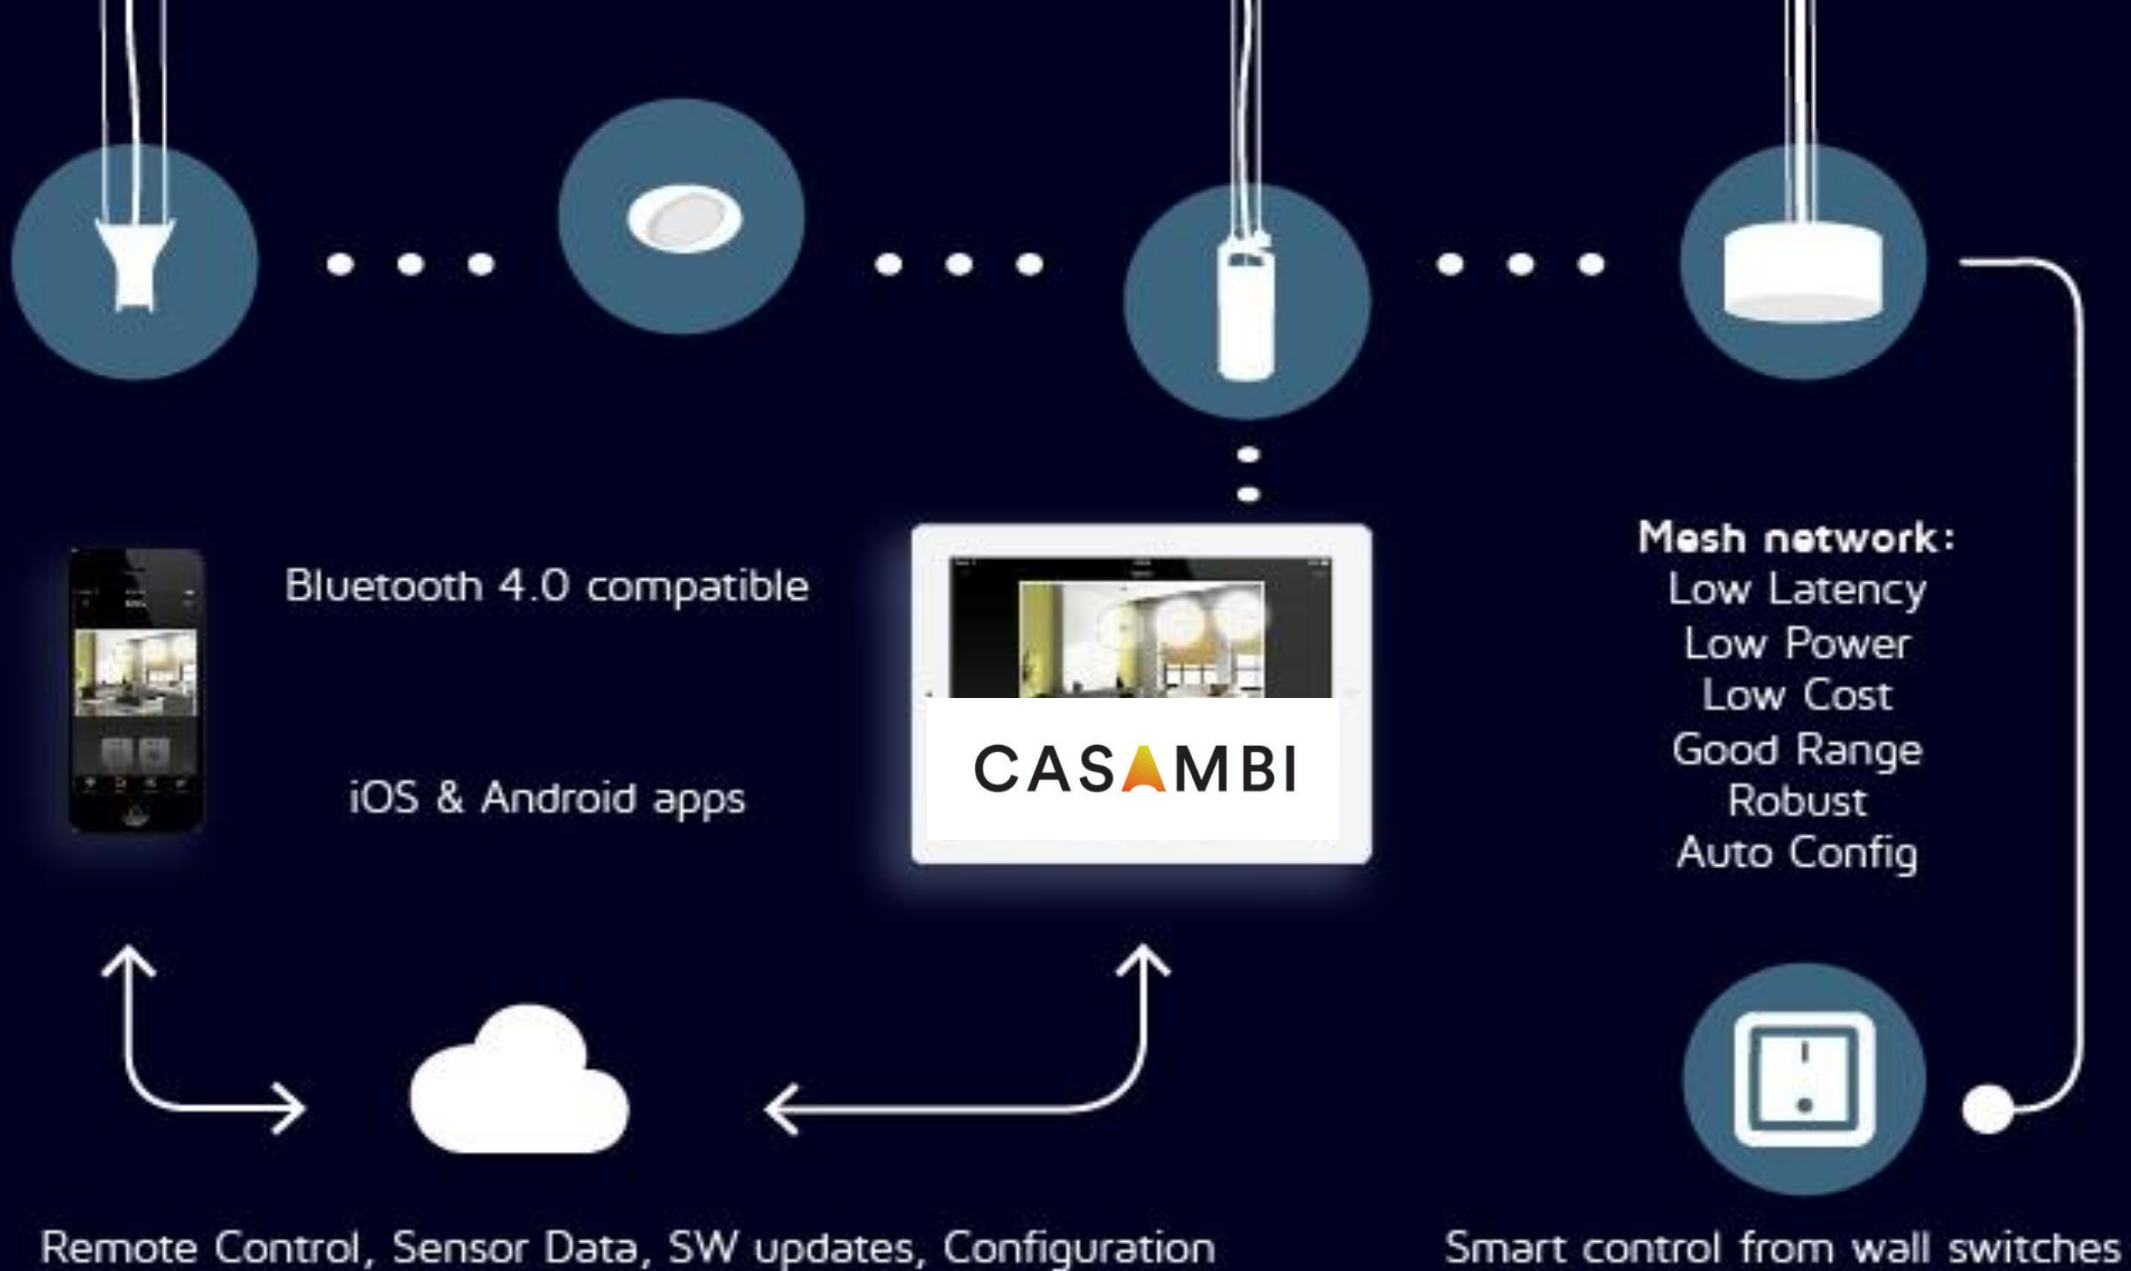 Bluetooth 4.0 compatible
iOS & Android apps
CASAMBI
Mesh network:
Low Latency
Low Power
Low Cost
Good Range
Robust
Auto Config
Remote Control, Sensor Data, SW updates, Configuration
Smart control from wall switches